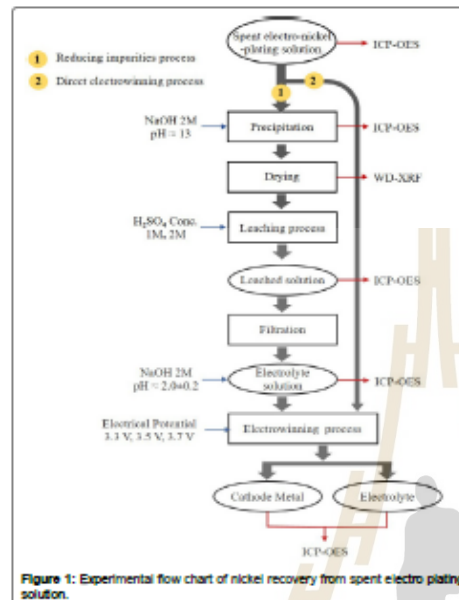 Spent electro-nickel
-plating solution
ICP-OES
1 Reducing impurities process
2 Direct electrowinning process
1
2
NaOH 2M
pH ≈ 13
Precipitation
ICP-OES
Drying
WD-XRF
H₂SO₄ Conc.
1M, 2M
Leaching process
Leached solution
ICP-OES
Filtration
NaOH 2M
pH ≈ 2.0±0.2
Electrolyte
solution
ICP-OES
Electrical Potential
3.3 V, 3.5 V, 3.7 V
Electrowinning process
Cathode Metal
Electrolyte
ICP-OES
Figure 1: Experimental flow chart of nickel recovery from spent electro plating
solution.